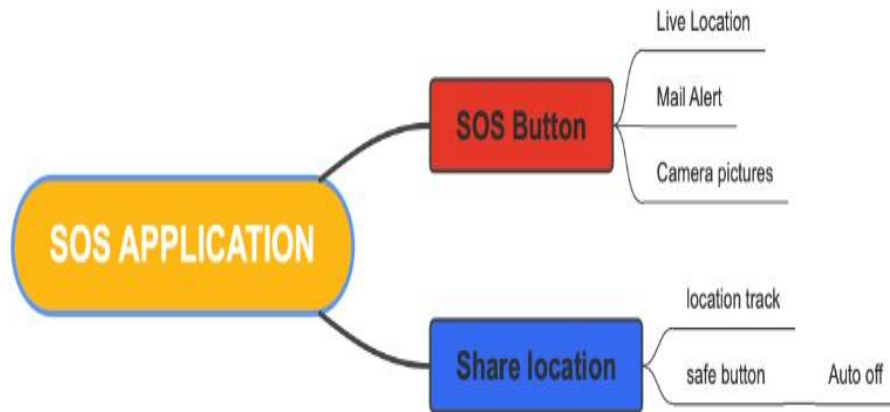 SOS APPLICATION
SOS Button
Live Location
Mail Alert
Camera pictures
Share location
location track
safe button
Auto off